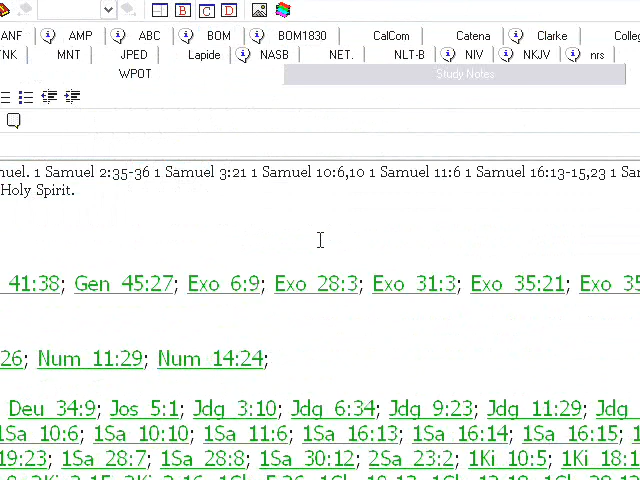 B C D
ANF AMP ABC BOM BOM1830 CalCom Catena Clarke Colleg
TNK MNT JPED Lapide NASB NET. NLT-B NIV NKJV nrs
WPOT Study Notes
nuel. 1 Samuel 2:35-36 1 Samuel 3:21 1 Samuel 10:6,10 1 Samuel 11:6 1 Samuel 16:13-15,23 1 Sam
Holy Spirit.
41:38; Gen 45:27; Exo 6:9; Exo 28:3; Exo 31:3; Exo 35:21; Exo 35
26; Num 11:29; Num 14:24;
Deu 34:9; Jos 5:1; Jdg 3:10; Jdg 6:34; Jdg 9:23; Jdg 11:29; Jdg
1Sa 10:6; 1Sa 10:10; 1Sa 11:6; 1Sa 16:13; 1Sa 16:14; 1Sa 16:15; 1
19:23; 1Sa 28:7; 1Sa 28:8; 1Sa 30:12; 2Sa 23:2; 1Ki 10:5; 1Ki 18:1